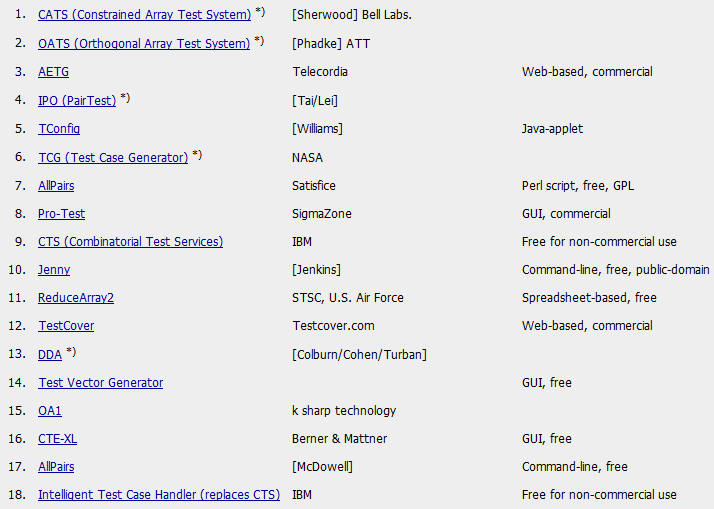 1. CATS (Constrained Array Test System) *) [Sherwood] Bell Labs.
2. OATS (Orthogonal Array Test System) *) [Phadke] ATT
3. AETG Telecordia Web-based, commercial
4. IPO (PairTest) *) [Tai/Lei]
5. TConfig [Williams] Java-applet
6. TCG (Test Case Generator) *) NASA
7. AllPairs Satisfice Perl script, free, GPL
8. Pro-Test SigmaZone GUI, commercial
9. CTS (Combinatorial Test Services) IBM Free for non-commercial use
10. Jenny [Jenkins] Command-line, free, public-domain
11. ReduceArray2 STSC, U.S. Air Force Spreadsheet-based, free
12. TestCover Testcover.com Web-based, commercial
13. DDA *) [Colburn/Cohen/Turban]
14. Test Vector Generator GUI, free
15. OA1 k sharp technology
16. CTE-XL Berner & Mattner GUI, free
17. AllPairs [McDowell] Command-line, free
18. Intelligent Test Case Handler (replaces CTS) IBM Free for non-commercial use